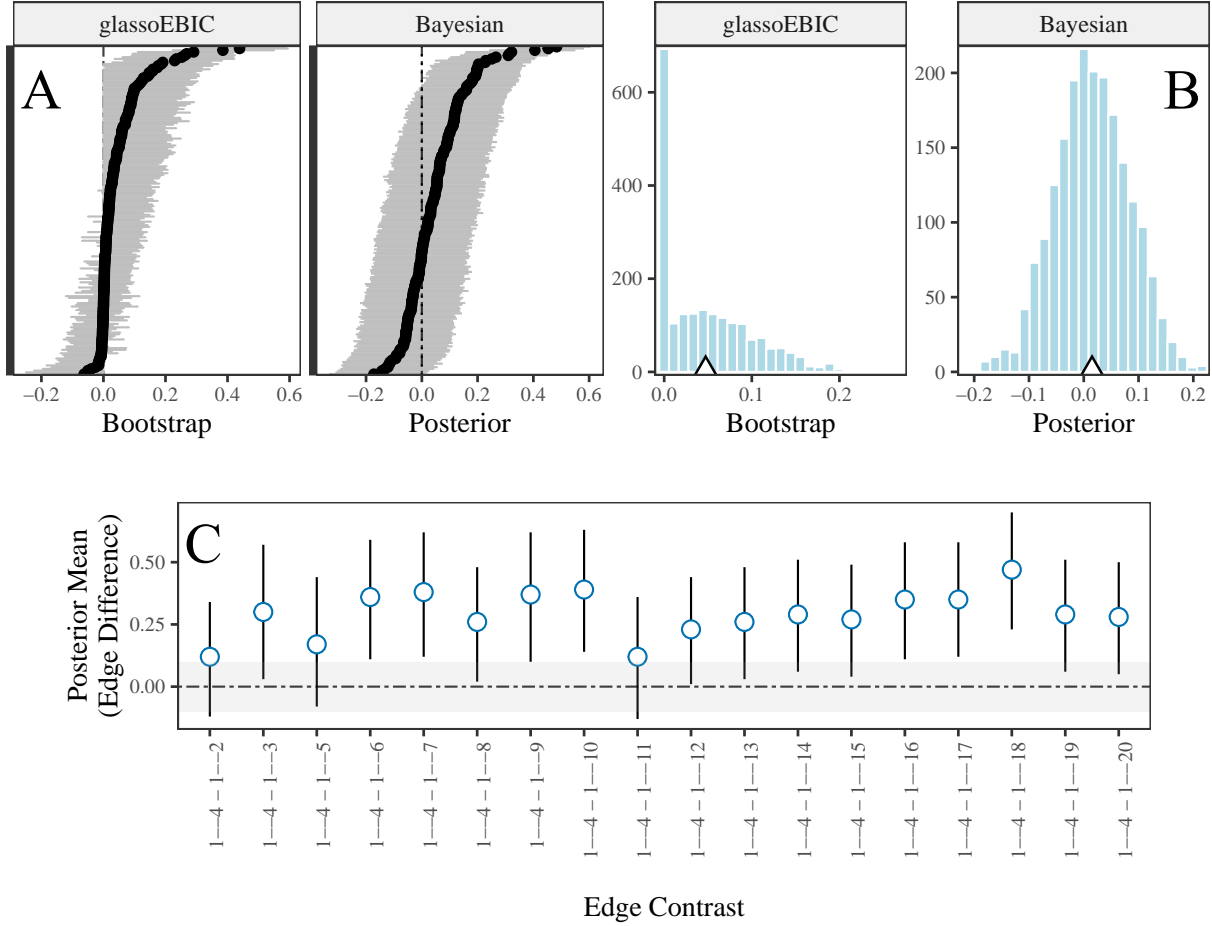 glassoEBIC
Bayesian
glassoEBIC
Bayesian
A
B
600
400
200
0
200
150
100
50
0
−0.2 0.0 0.2 0.4 0.6
−0.2 0.0 0.2 0.4 0.6
0.0 0.1 0.2
−0.2 −0.1 0.0 0.1 0.2
Bootstrap
Posterior
Bootstrap
Posterior
C
Posterior Mean
(Edge Difference)
0.50
0.25
0.00
1−−4 − 1−−2
1−−4 − 1−−3
1−−4 − 1−−5
1−−4 − 1−−6
1−−4 − 1−−7
1−−4 − 1−−8
1−−4 − 1−−9
1−−4 − 1−−10
1−−4 − 1−−11
1−−4 − 1−−12
1−−4 − 1−−13
1−−4 − 1−−14
1−−4 − 1−−15
1−−4 − 1−−16
1−−4 − 1−−17
1−−4 − 1−−18
1−−4 − 1−−19
1−−4 − 1−−20
Edge Contrast